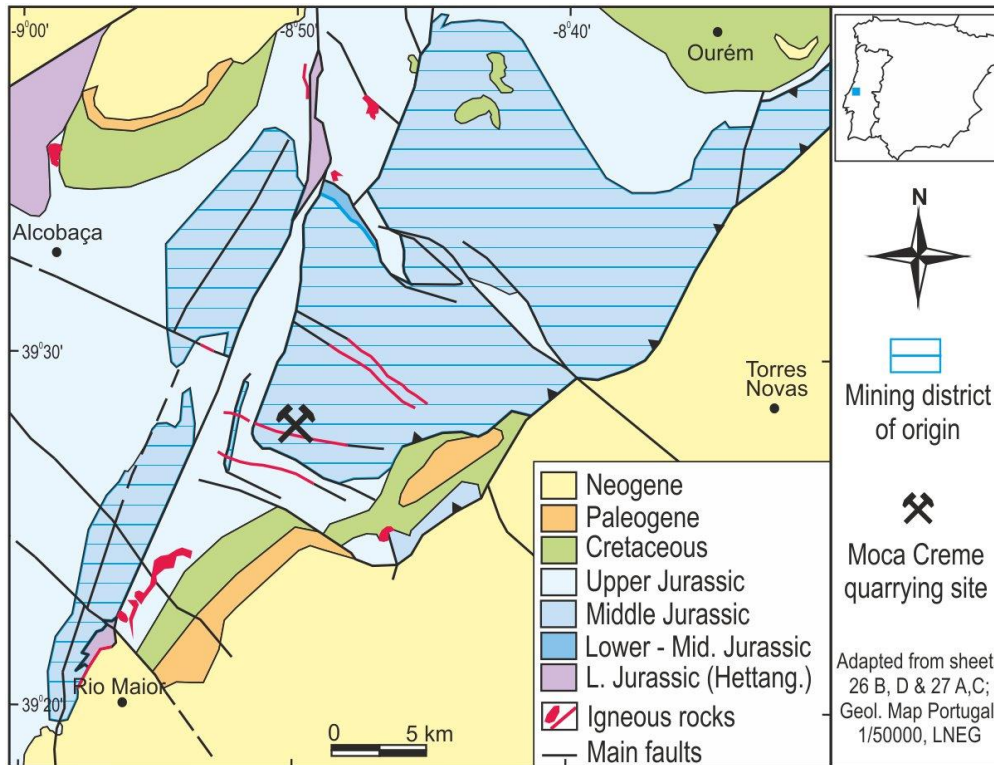 -9°00'
-8°50'
-8°40'
39°40'
Ourém
Alcobaça
39°30'
Torres
Novas
Rio Maior
39°20'
0 5 km
Neogene
Paleogene
Cretaceous
Upper Jurassic
Middle Jurassic
Lower - Mid. Jurassic
L. Jurassic (Hettang.)
Igneous rocks
Main faults
N
Mining district
of origin
Moca Creme
quarrying site
Adapted from sheet
26 B, D & 27 A,C;
Geol. Map Portugal
1/50000, LNEG